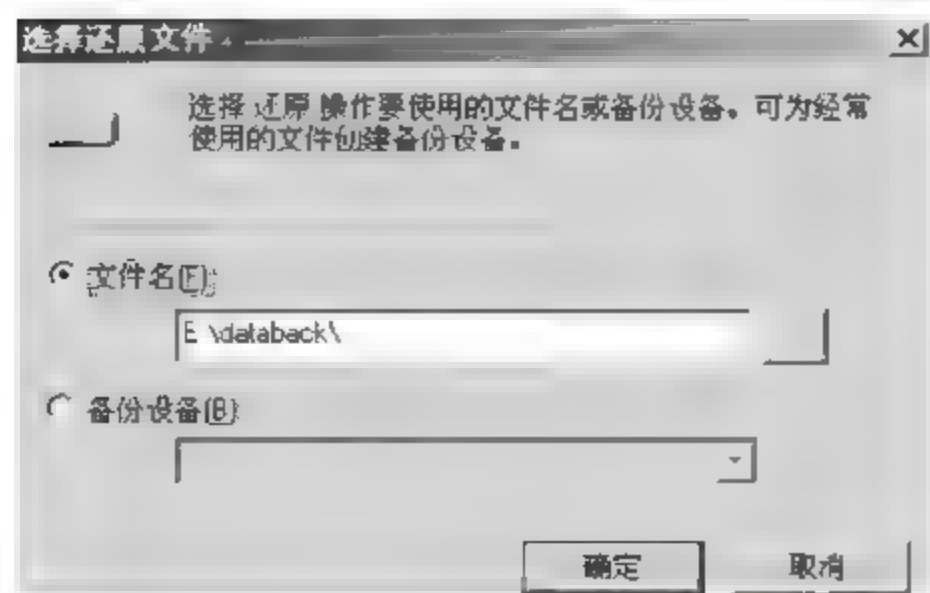 选择还原文件
选择 还原 操作要使用的文件名或备份设备。可为经常
使用的文件创建备份设备。
文件名(F):
E \databack\
备份设备(B)
确定
取消